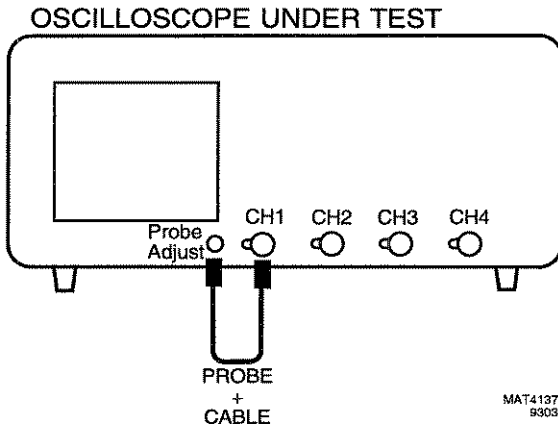 OSCILLOSCOPE UNDER TEST
Probe
Adjust
CH1
CH2
CH3
CH4
PROBE
+
CABLE
MAT4137
9303